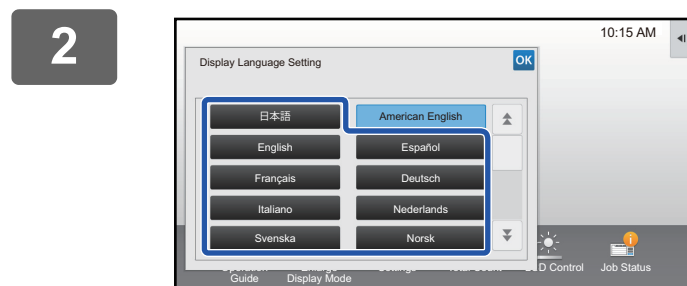 2
10:15 AM
Display Language Setting
OK
日本語
American English
English
Español
Français
Deutsch
Italiano
Nederlands
Svenska
Norsk
D Control
Job Status
Guide
Display Mode